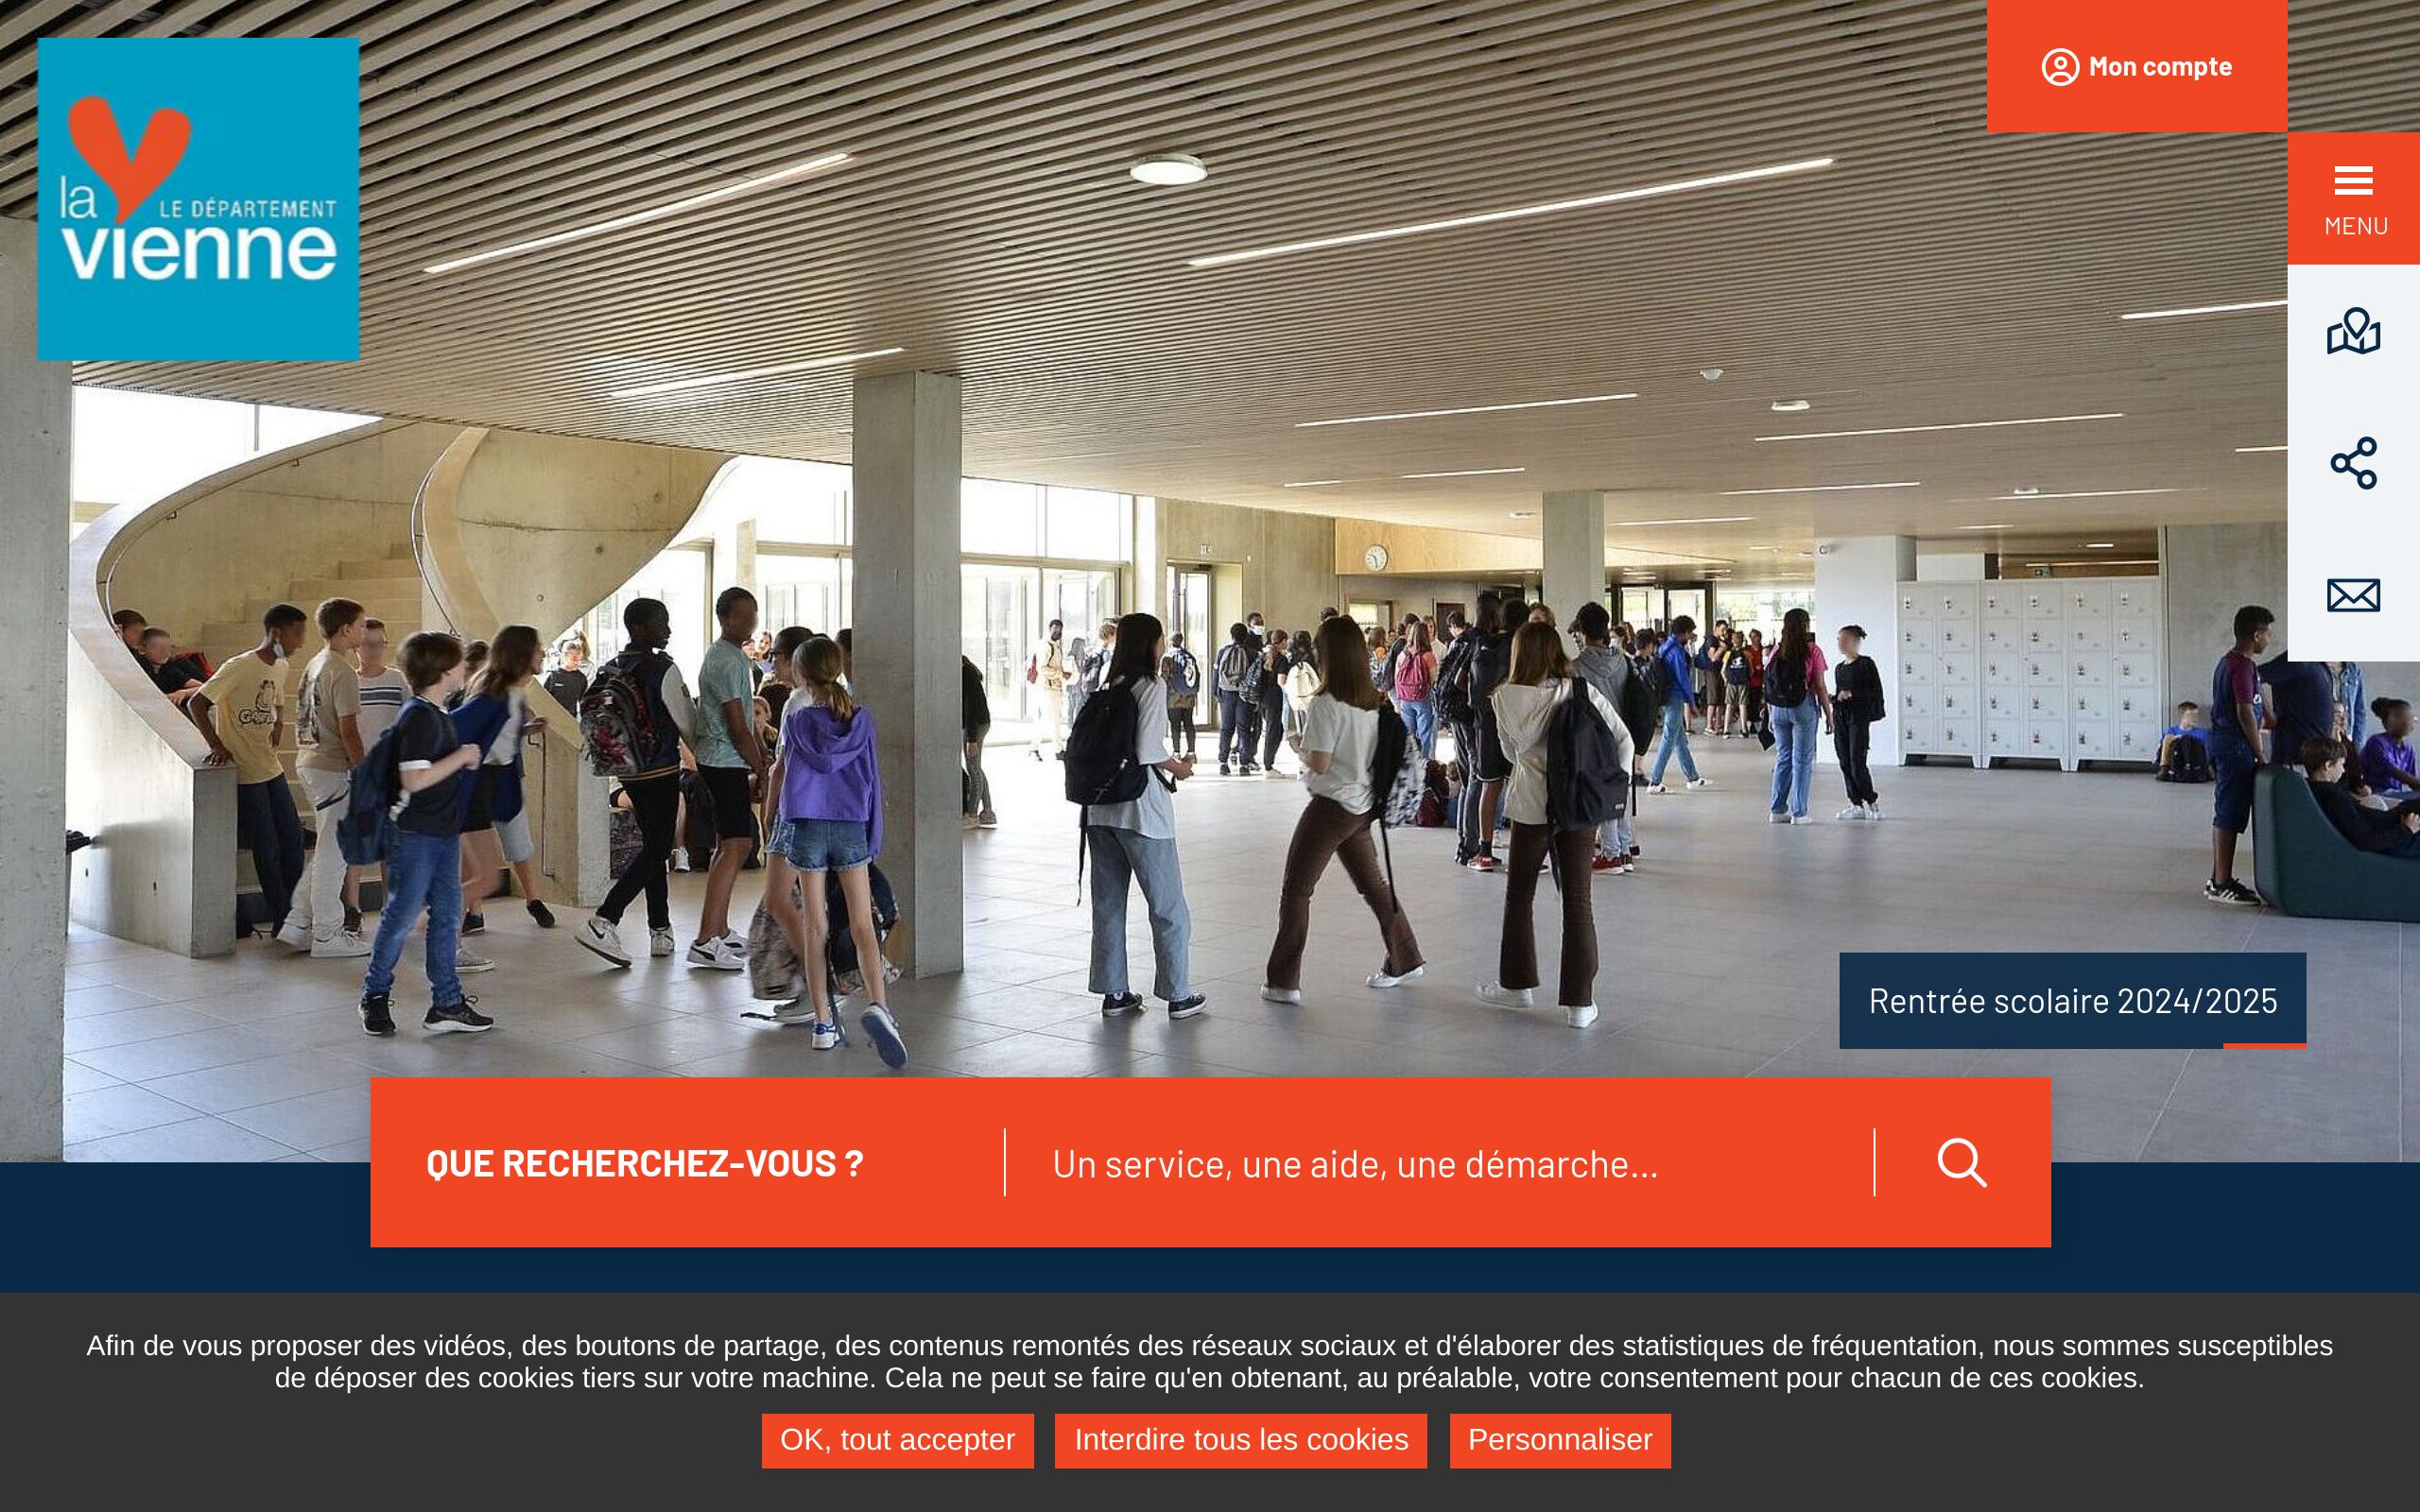 Mon compte
la
LE DÉPARTEMENT
vienne
MENU
Rentrée scolaire 2024/2025
QUE RECHERCHEZ-VOUS ?
Un service, une aide, une démarche...
Afin de vous proposer des vidéos, des boutons de partage, des contenus remontés des réseaux sociaux et d'élaborer des statistiques de fréquentation, nous sommes susceptibles
de déposer des cookies tiers sur votre machine. Cela ne peut se faire qu'en obtenant, au préalable, votre consentement pour chacun de ces cookies.
OK, tout accepter
Interdire tous les cookies
Personnaliser